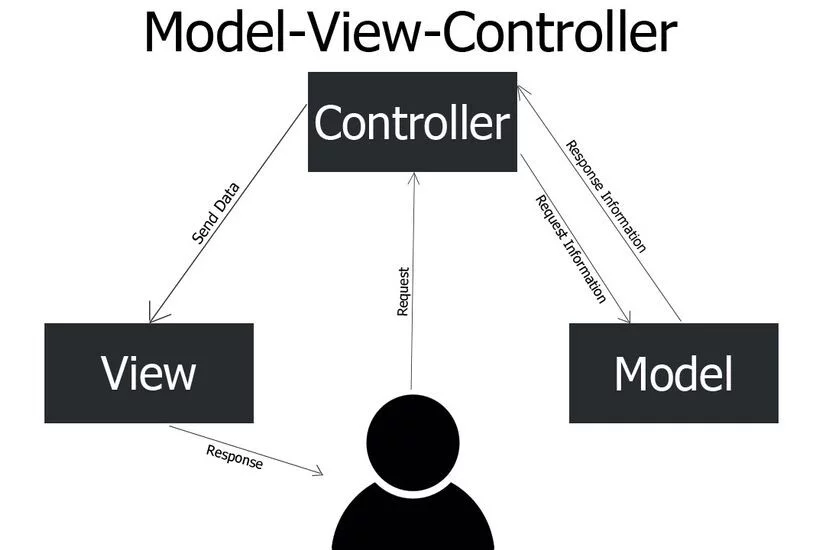 Model-View-Controller
Controller
Send Data
Request
Request Information
Response Information
View
Model
Response